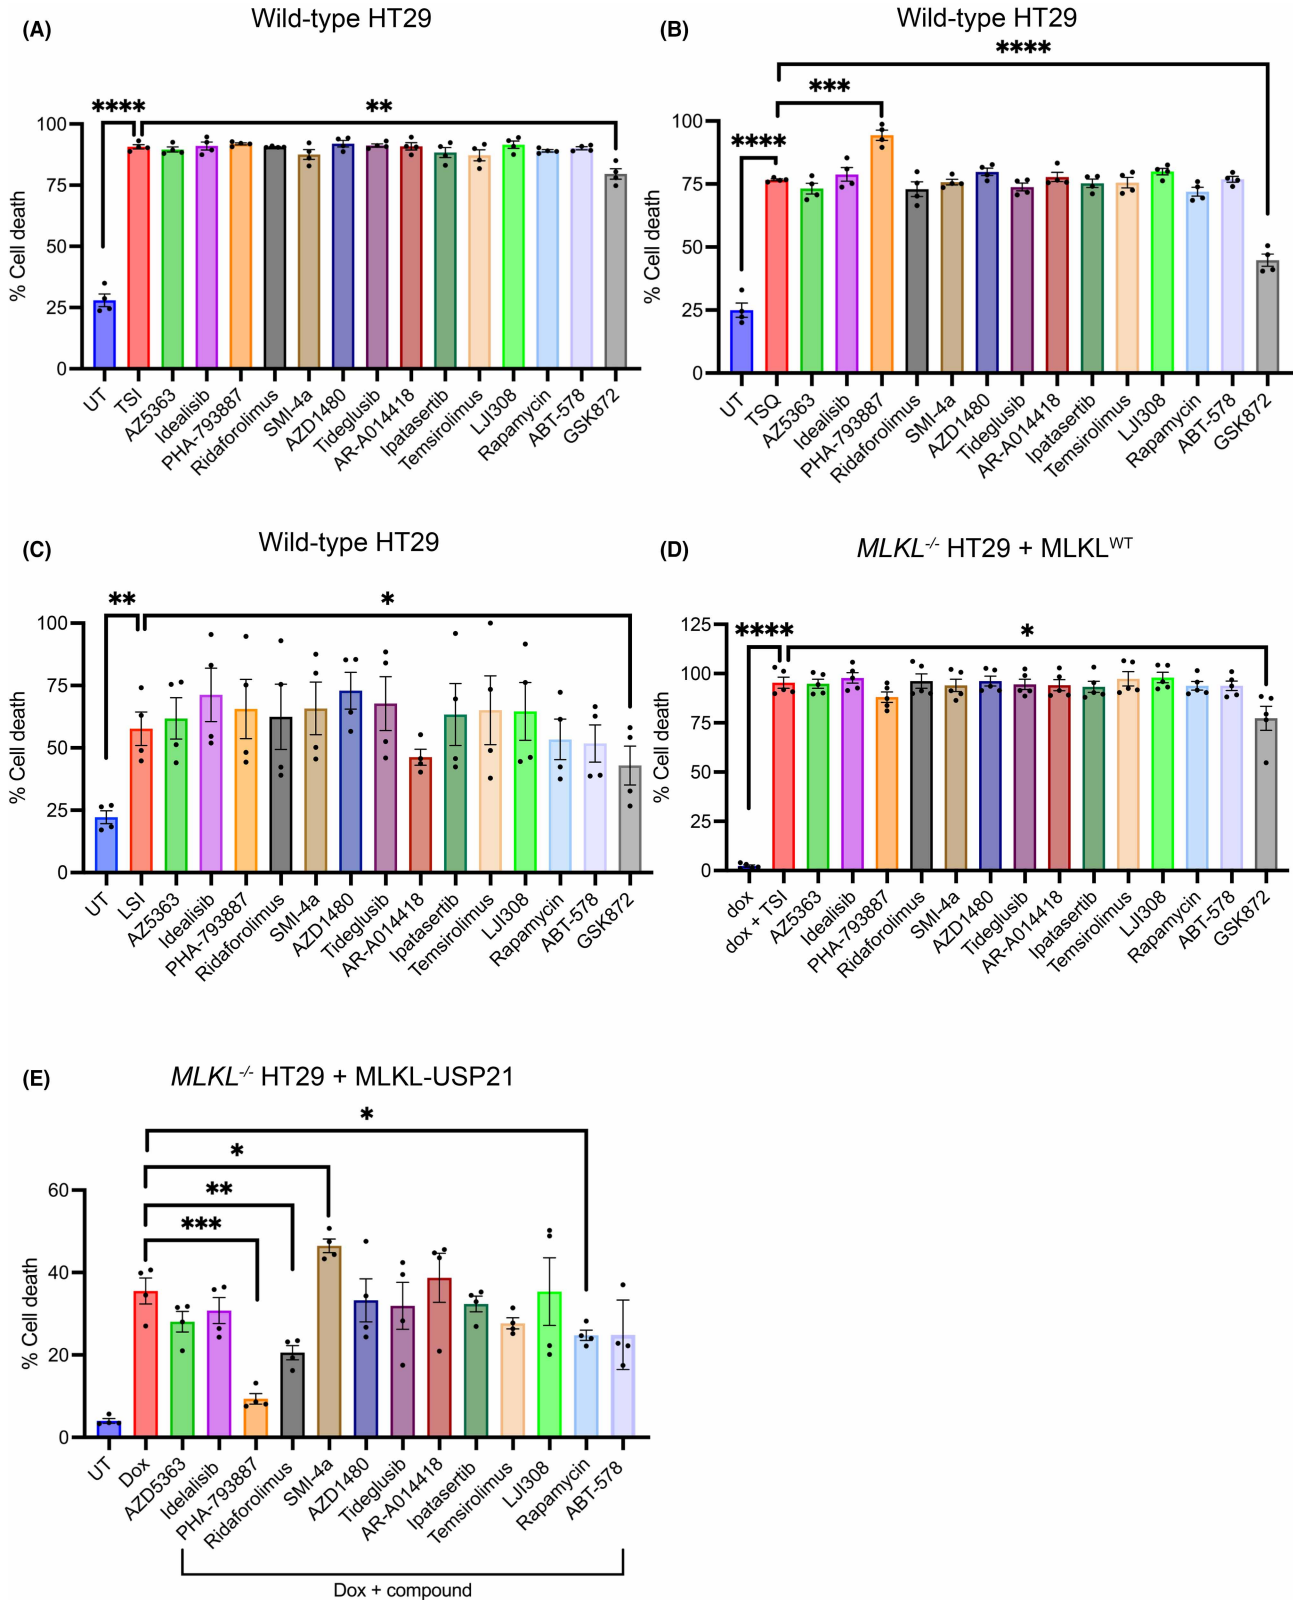 (A)
Wild-type HT29
****
**
% Cell death
100
75
50
25
0
UT
TSI
AZ5363
Idealisib
PHA-793887
Ridaforolimus
SMI-4a
AZD1480
Tideglusib
AR-A014418
Ipatasertib
Temsirolimus
LJI308
Rapamycin
ABT-578
GSK872
(B)
Wild-type HT29
****
***
****
% Cell death
100
75
50
25
0
UT
TSQ
AZ5363
Idealisib
PHA-793887
Ridaforolimus
SMI-4a
AZD1480
Tideglusib
AR-A014418
Ipatasertib
Temsirolimus
LJI308
Rapamycin
ABT-578
GSK872
(C)
Wild-type HT29
**
*
% Cell death
100
75
50
25
0
UT
LSI
AZ5363
Idealisib
PHA-793887
Ridaforolimus
SMI-4a
AZD1480
Tideglusib
AR-A014418
Ipatasertib
Temsirolimus
LJI308
Rapamycin
ABT-578
GSK872
(D)
MLKL-/- HT29 + MLKLWT
****
*
% Cell death
125
100
75
50
25
0
dox
dox + TSI
AZ5363
Idealisib
PHA-793887
Ridaforolimus
SMI-4a
AZD1480
Tideglusib
AR-A014418
Ipatasertib
Temsirolimus
LJI308
Rapamycin
ABT-578
GSK872
(E)
MLKL-/- HT29 + MLKL-USP21
*
*
**
***
% Cell death
60
40
20
0
UT
Dox
AZD5363
Idelalisib
PHA-793887
Ridaforolimus
SMI-4a
AZD1480
Tideglusib
AR-A014418
Ipatasertib
Temsirolimus
LJI308
Rapamycin
ABT-578
Dox + compound